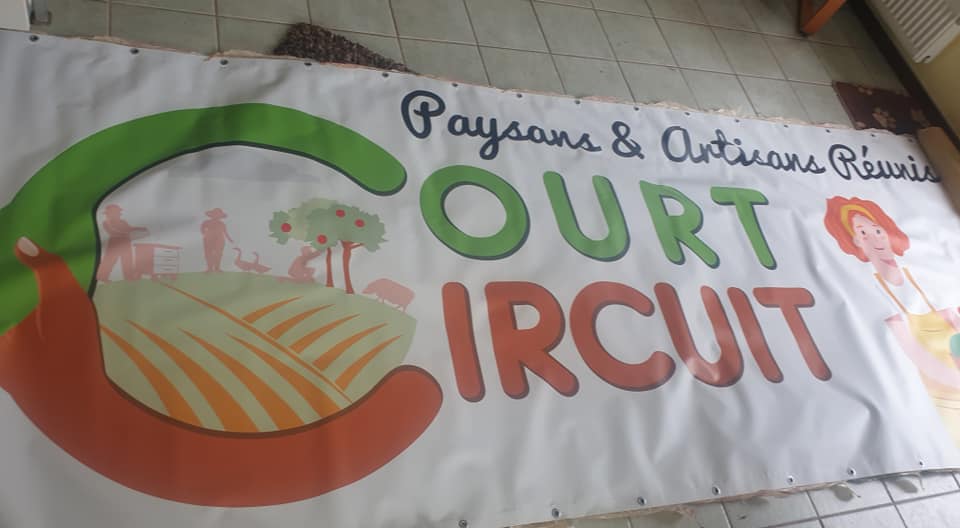 Paysans & Artisans Réunis
COURT
CIRCUIT